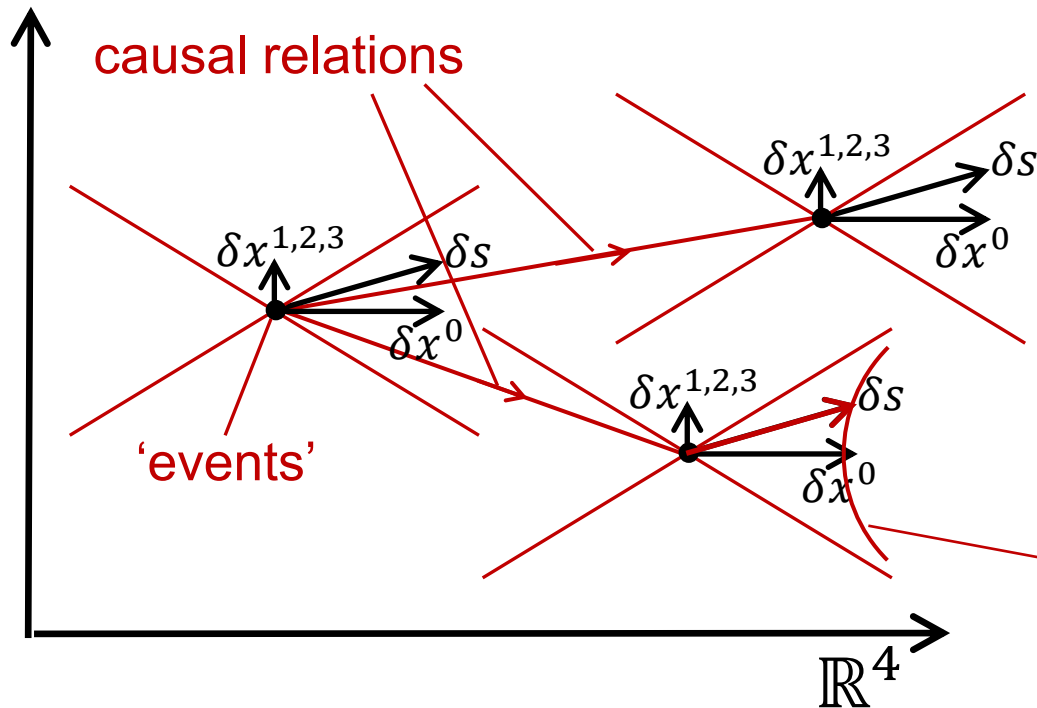 causal relations
δx^{1,2,3}
δs
δx^0
δx^{1,2,3}
δs
δx^0
δx^{1,2,3}
δs
δx^0
‘events’
ℝ^4